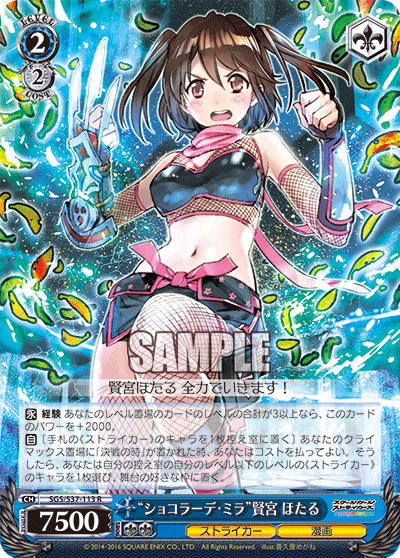 LEVEL
2
2
COST
SAMPLE
賢宮ほたる 全力でいきます！
永 経験 あなたのレベル置場のカードのレベルの合計が3以上なら、このカード
のパワーを＋2000。
自 ［手札の《ストライカー》のキャラを1枚控え室に置く］ あなたのクライ
マックス置場に「決戦の時」が置かれた時、あなたはコストを払ってよい。そうし
たら、あなたは自分の控え室の自分のレベル以下のレベルの《ストライカー》
のキャラを1枚選び、舞台の好きな枠に置く。
CH
SGS/S37-113 R
7500
“ショコラーデ・ミラ”賢宮 ほたる
ストライカー
漫画
© 2014-2016 SQUARE ENIX CO., LTD. All Rights Reserved. illust.喜久屋めがね